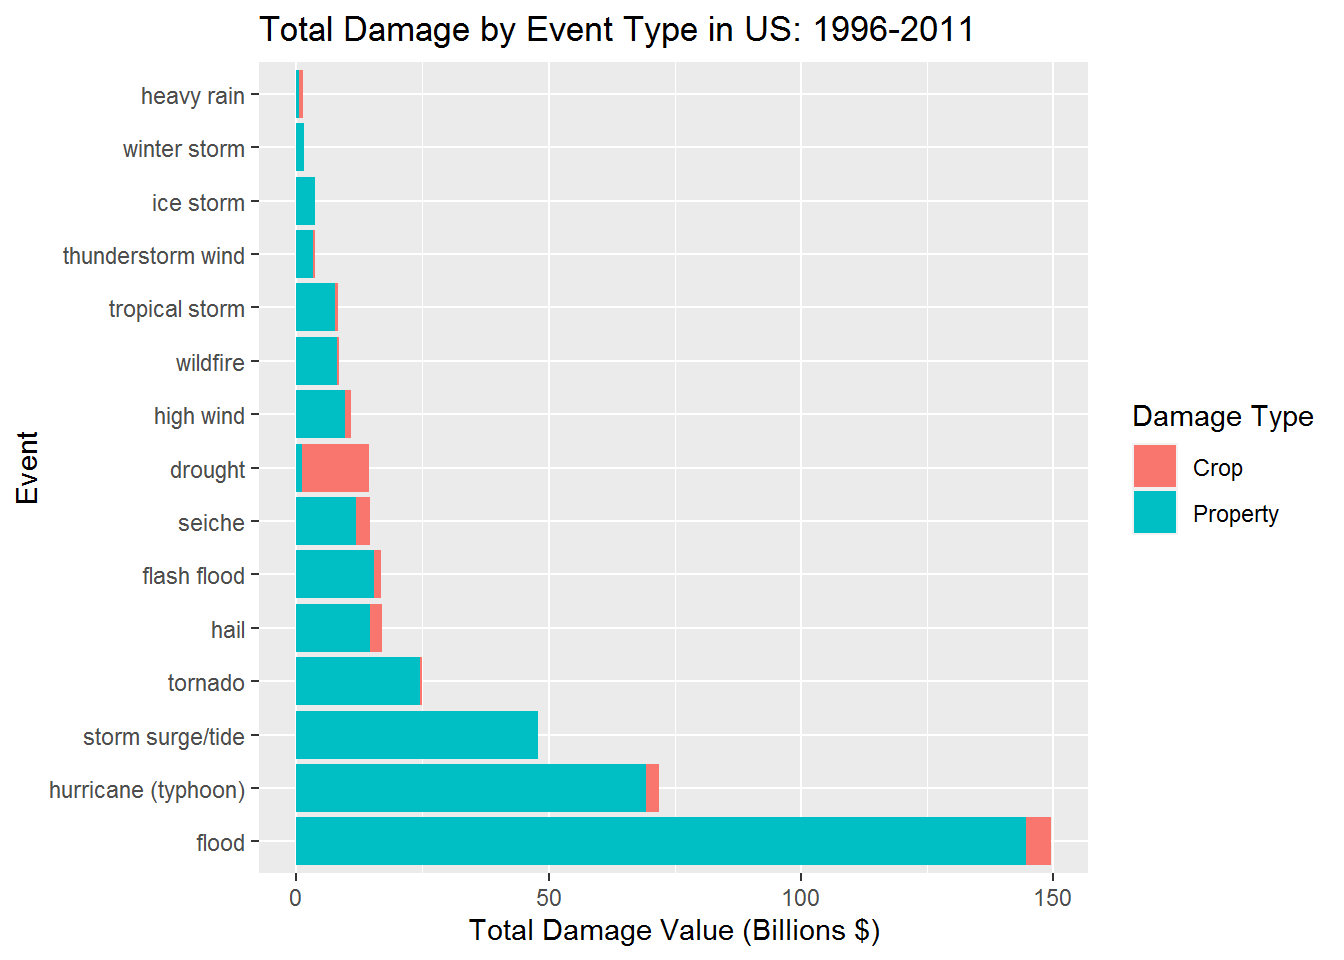 Total Damage by Event Type in US: 1996-2011
heavy rain
winter storm
ice storm
thunderstorm wind
tropical storm
wildfire
high wind
drought
seiche
flash flood
hail
tornado
storm surge/tide
hurricane (typhoon)
flood
Event
0 50 100 150
Total Damage Value (Billions $)
Damage Type
Crop
Property